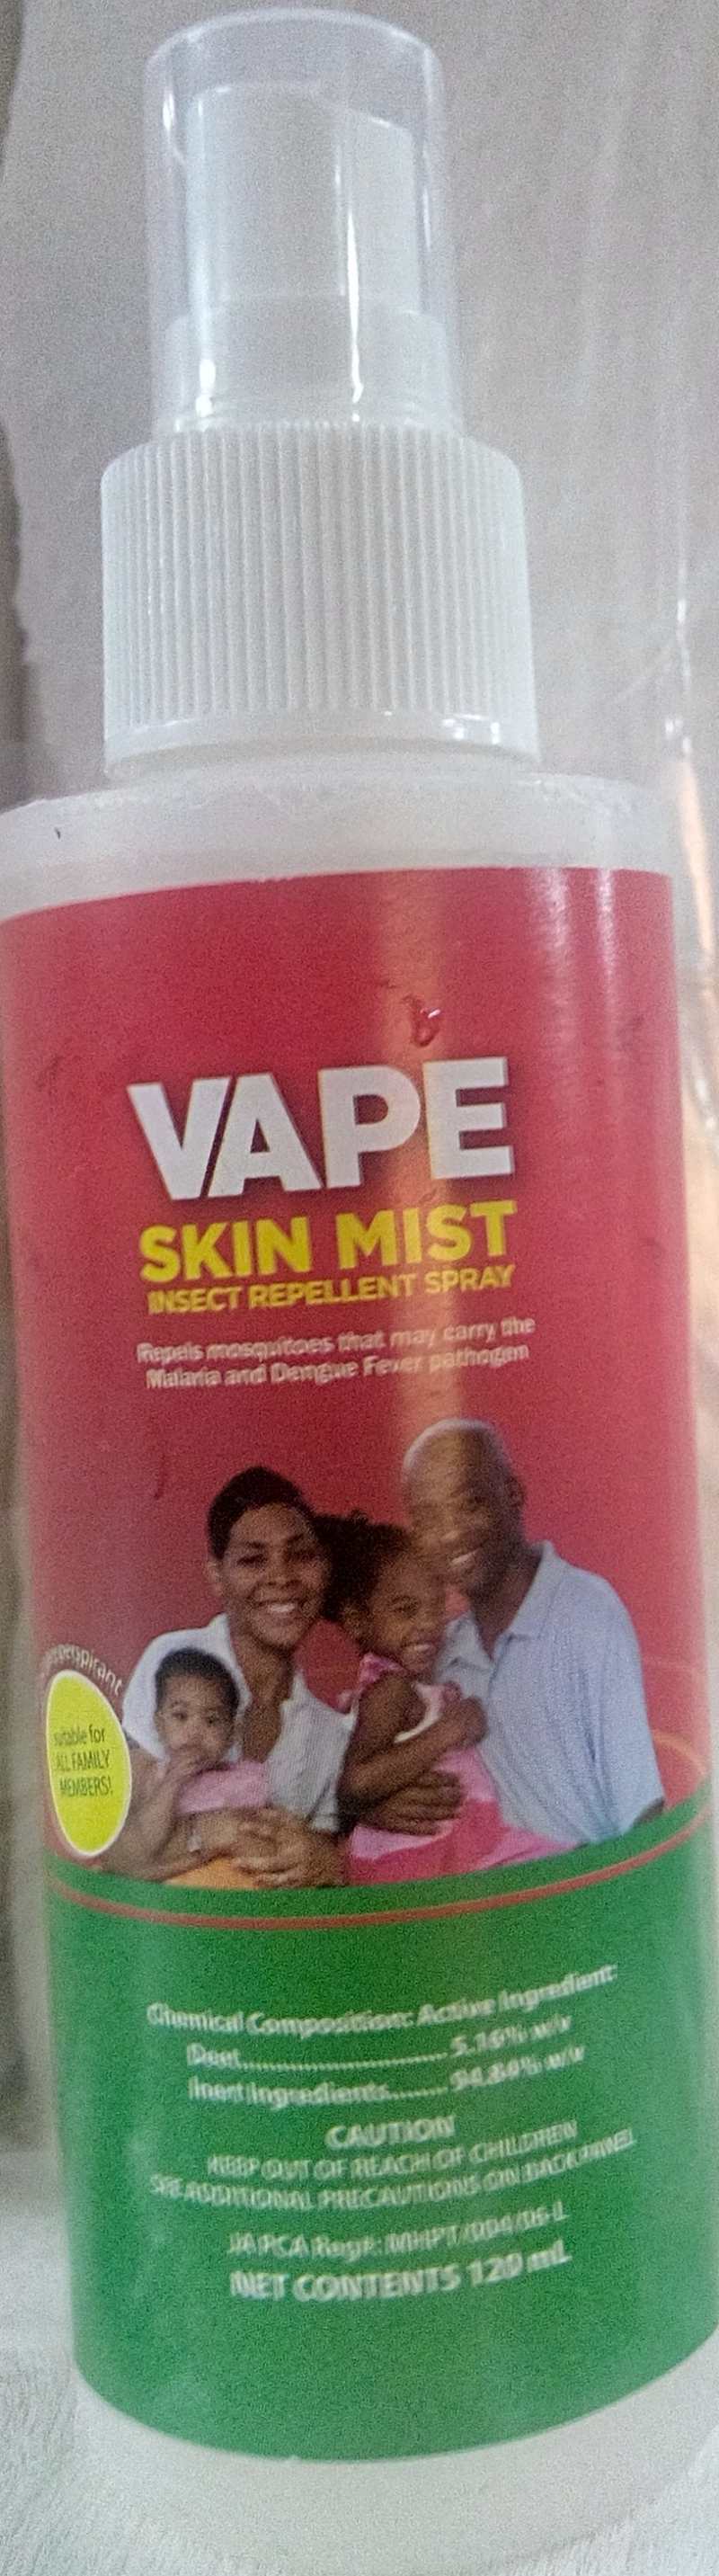 VAPE
SKIN MIST
INSECT REPELLENT SPRAY
Repels mosquitoes that may carry the
Malaria and Dengue Fever pathogen
suitable for
ALL FAMILY
MEMBERS!
Chemical Composition: Active Ingredient:
Deet............................ 5.16% w/v
Inert Ingredients........ 94.84% w/v
CAUTION
KEEP OUT OF REACH OF CHILDREN
SEE ADDITIONAL PRECAUTIONS ON BACK PANEL
NET CONTENTS 120 mL